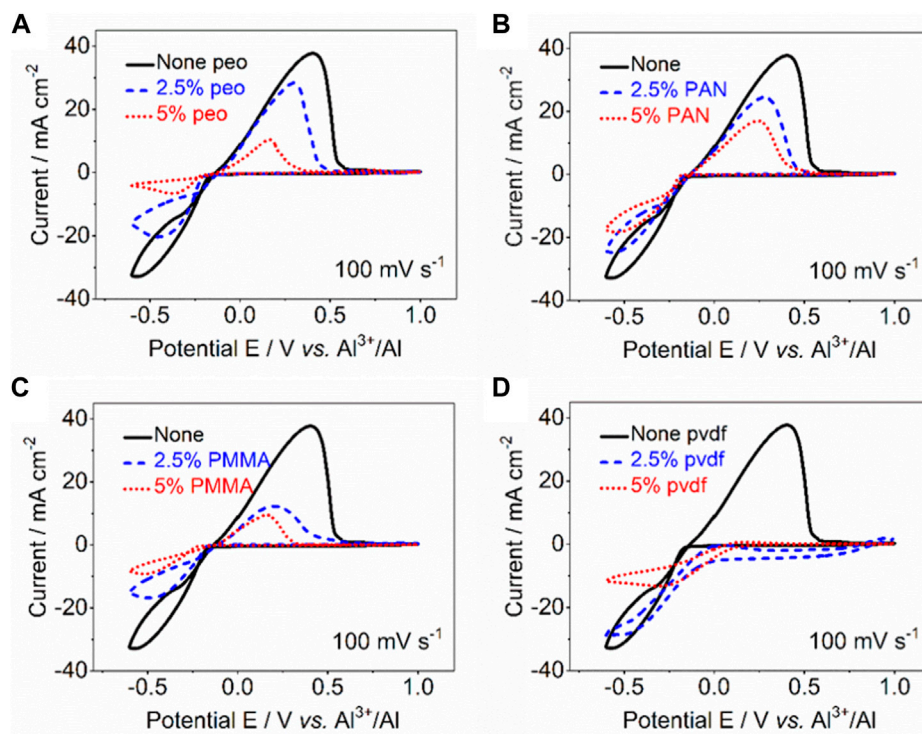 A
40
20
0
-20
-40
None peo
2.5% peo
5% peo
100 mV s⁻¹
-0.5
0.0
0.5
1.0
Current / mA cm⁻²
Potential E / V vs. Al³⁺/Al
B
40
20
0
-20
-40
None
2.5% PAN
5% PAN
100 mV s⁻¹
-0.5
0.0
0.5
1.0
Current / mA cm⁻²
Potential E / V vs. Al³⁺/Al
C
40
20
0
-20
-40
None
2.5% PMMA
5% PMMA
100 mV s⁻¹
-0.5
0.0
0.5
1.0
Current / mA cm⁻²
Potential E / V vs. Al³⁺/Al
D
40
20
0
-20
-40
None pvdf
2.5% pvdf
5% pvdf
100 mV s⁻¹
-0.5
0.0
0.5
1.0
Current / mA cm⁻²
Potential E / V vs. Al³⁺/Al